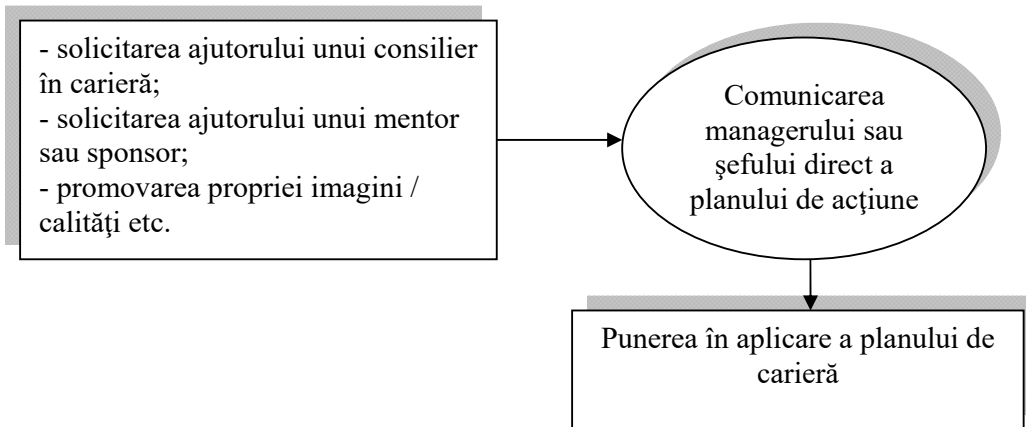 - solicitarea ajutorului unui consilier
în carieră;
- solicitarea ajutorului unui mentor
sau sponsor;
- promovarea propriei imagini /
calităţi etc.
Comunicarea
managerului sau
şefului direct a
planului de acţiune
Punerea în aplicare a planului de
carieră